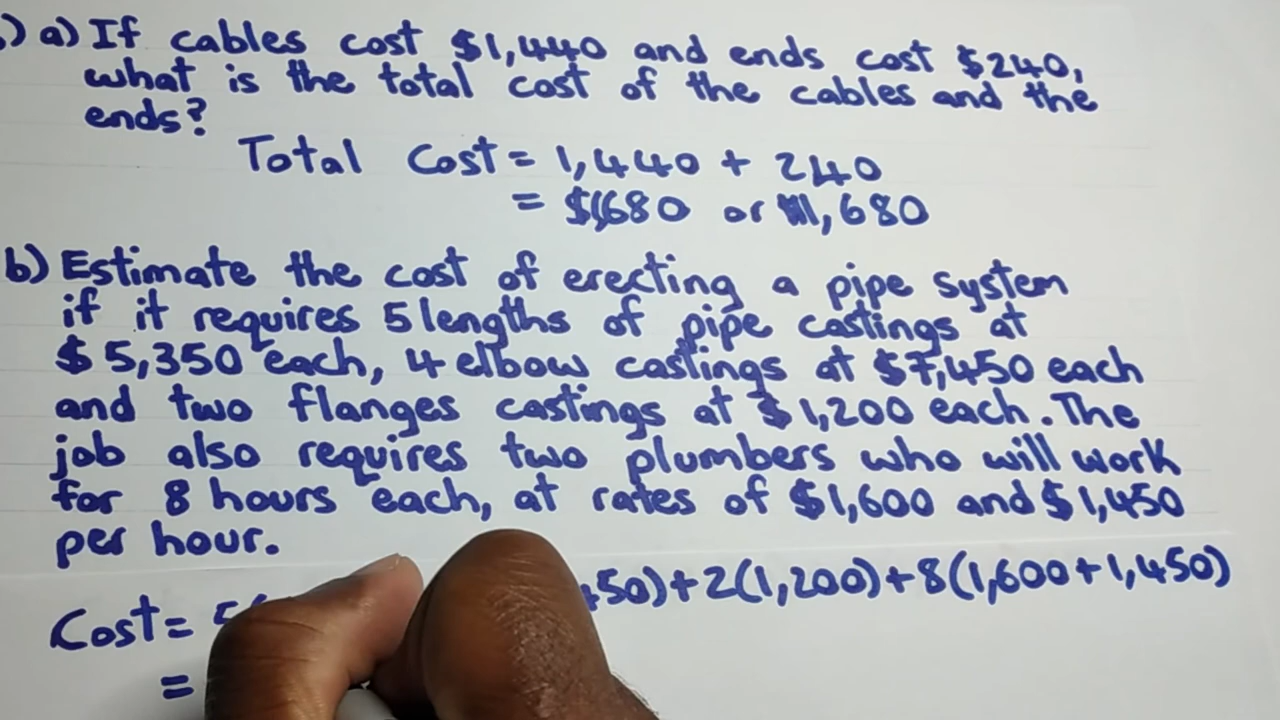 ) a) If cables cost $1,440 and ends cost $240,
what is the total cost of the cables and the
ends?
Total Cost = 1,440 + 240
= $1,680 or 1,680
b) Estimate the cost of erecting a pipe system
if it requires 5 lengths of pipe castings at
$5,350 each, 4 elbow castings at $7,450 each
and two flanges castings at $1,200 each. The
job also requires two plumbers who will work
for 8 hours each, at rates of $1,600 and $1,450
per hour.
Cost = 5( 450) + 2(1,200) + 8(1,600 + 1,450)
=